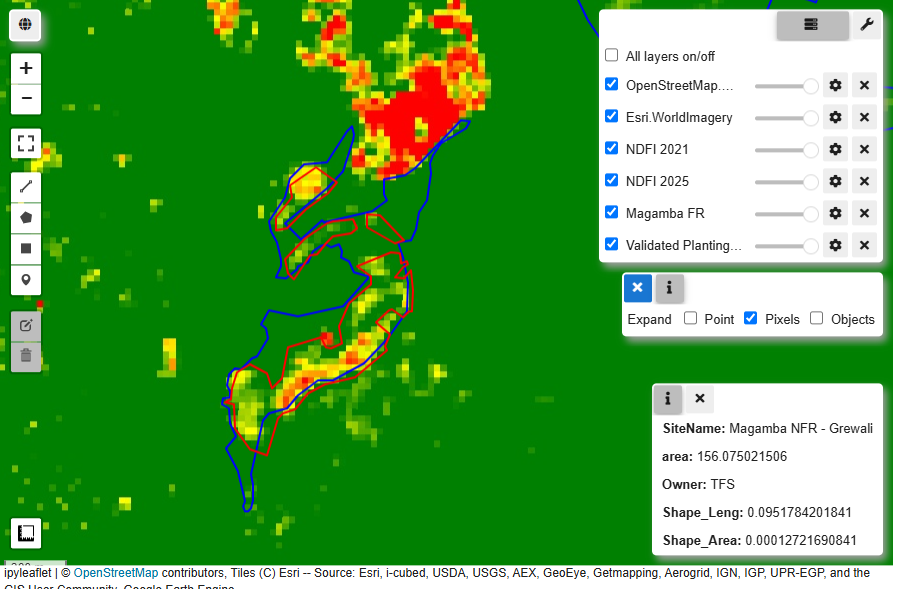 All layers on/off
OpenStreetMap....
Esri.WorldImagery
NDFI 2021
NDFI 2025
Magamba FR
Validated Planting...
Expand Point Pixels Objects
SiteName: Magamba NFR - Grewali
area: 156.075021506
Owner: TFS
Shape_Leng: 0.0951784201841
Shape_Area: 0.00012721690841
ipyleaflet | © OpenStreetMap contributors, Tiles (C) Esri -- Source: Esri, i-cubed, USDA, USGS, AEX, GeoEye, Getmapping, Aerogrid, IGN, IGP, UPR-EGP, and the
GIS User Community, Google Earth Engine